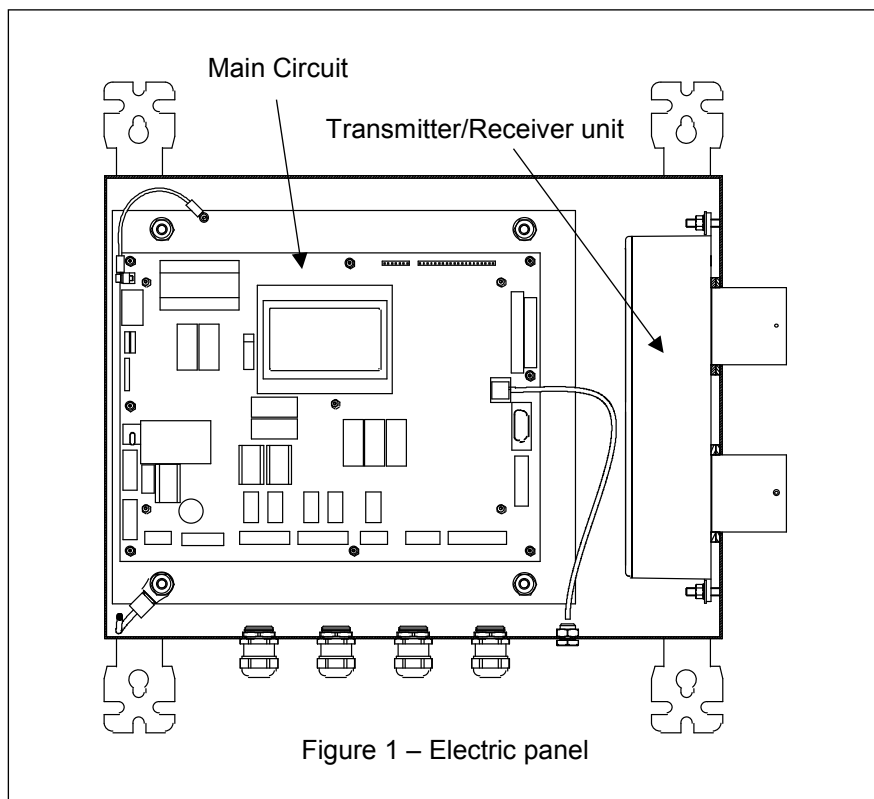 Main Circuit
Transmitter/Receiver unit
Figure 1 – Electric panel